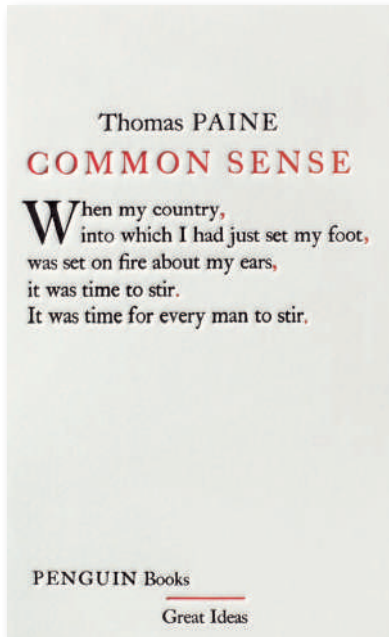 Thomas PAINE
COMMON SENSE
When my country,
into which I had just set my foot,
was set on fire about my ears,
it was time to stir.
It was time for every man to stir.
PENGUIN Books
Great Ideas